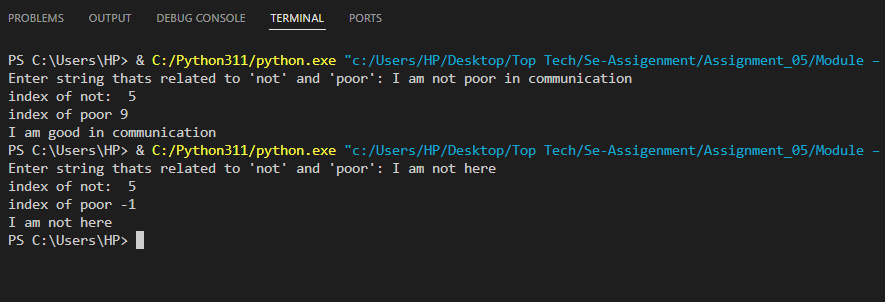 PROBLEMS OUTPUT DEBUG CONSOLE TERMINAL PORTS
PS C:\Users\HP> & C:/Python311/python.exe "c:/Users/HP/Desktop/Top Tech/Se-Assigenment/Assignment_05/Module –
Enter string thats related to 'not' and 'poor': I am not poor in communication
index of not:  5
index of poor 9
I am good in communication
PS C:\Users\HP> & C:/Python311/python.exe "c:/Users/HP/Desktop/Top Tech/Se-Assigenment/Assignment_05/Module –
Enter string thats related to 'not' and 'poor': I am not here
index of not:  5
index of poor -1
I am not here
PS C:\Users\HP>